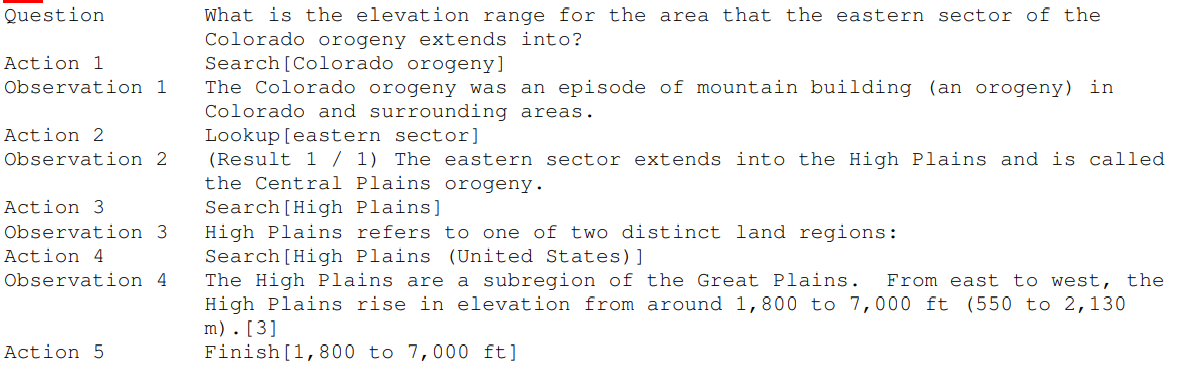 Question What is the elevation range for the area that the eastern sector of the
Colorado orogeny extends into?
Action 1 Search[Colorado orogeny]
Observation 1 The Colorado orogeny was an episode of mountain building (an orogeny) in
Colorado and surrounding areas.
Action 2 Lookup[eastern sector]
Observation 2 (Result 1 / 1) The eastern sector extends into the High Plains and is called
the Central Plains orogeny.
Action 3 Search[High Plains]
Observation 3 High Plains refers to one of two distinct land regions:
Action 4 Search[High Plains (United States)]
Observation 4 The High Plains are a subregion of the Great Plains. From east to west, the
High Plains rise in elevation from around 1,800 to 7,000 ft (550 to 2,130
m).[3]
Action 5 Finish[1,800 to 7,000 ft]